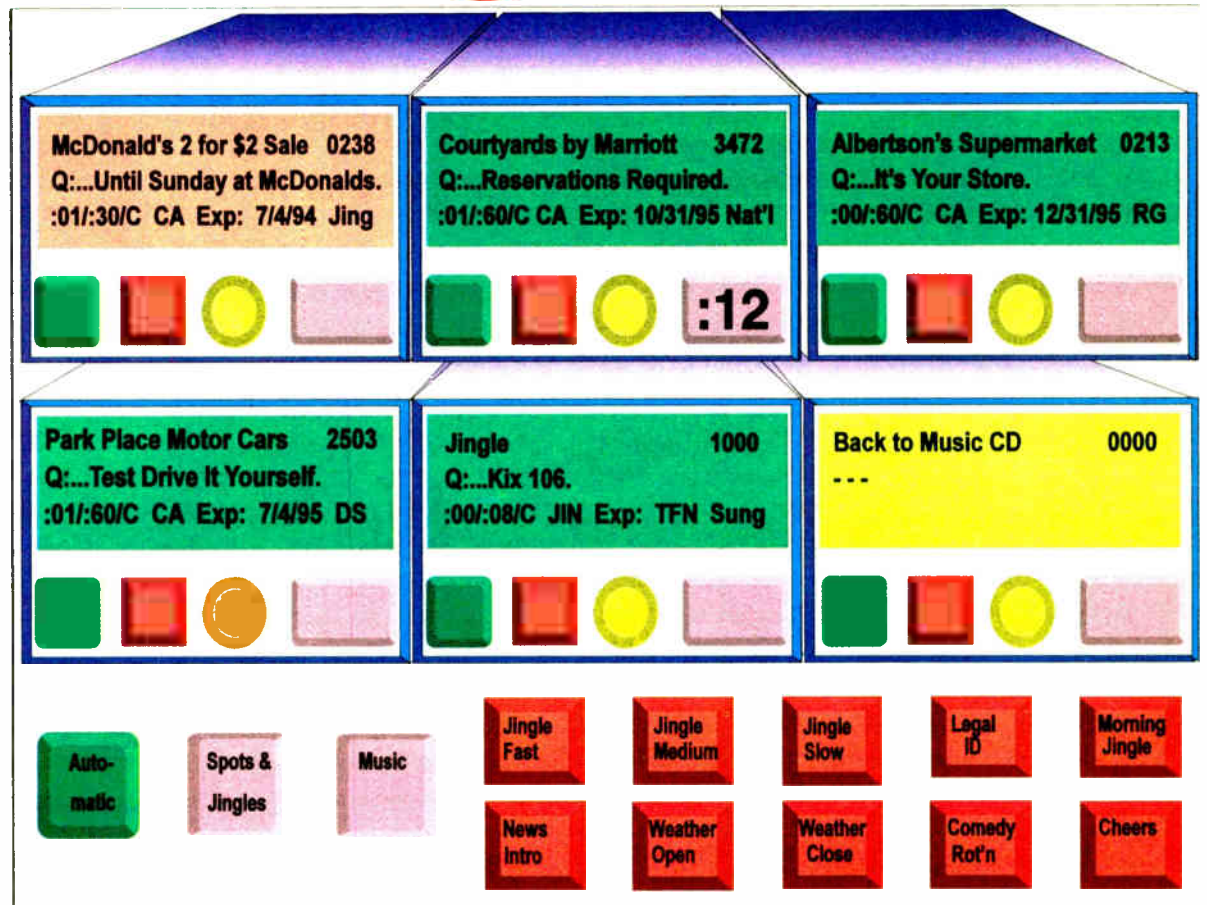 McDonald's 2 for $2 Sale 0238
Q:...Until Sunday at McDonalds.
:01/:30/C CA Exp: 7/4/94 Jing
Courtyards by Marriott 3472
Q:...Reservations Required.
:01/:60/C CA Exp: 10/31/95 Nat'l
:12
Albertson's Supermarket 0213
Q:...It's Your Store.
:00/:60/C CA Exp: 12/31/95 RG
Park Place Motor Cars 2503
Q:...Test Drive It Yourself.
:01/:60/C CA Exp: 7/4/95 DS
Jingle 1000
Q:...Kix 106.
:00/:08/C JIN Exp: TFN Sung
Back to Music CD 0000
- - -
Auto-
matic
Spots &
Jingles
Music
Jingle
Fast
Jingle
Medium
Jingle
Slow
Legal
ID
Morning
Jingle
News
Intro
Weather
Open
Weather
Close
Comedy
Rot'n
Cheers